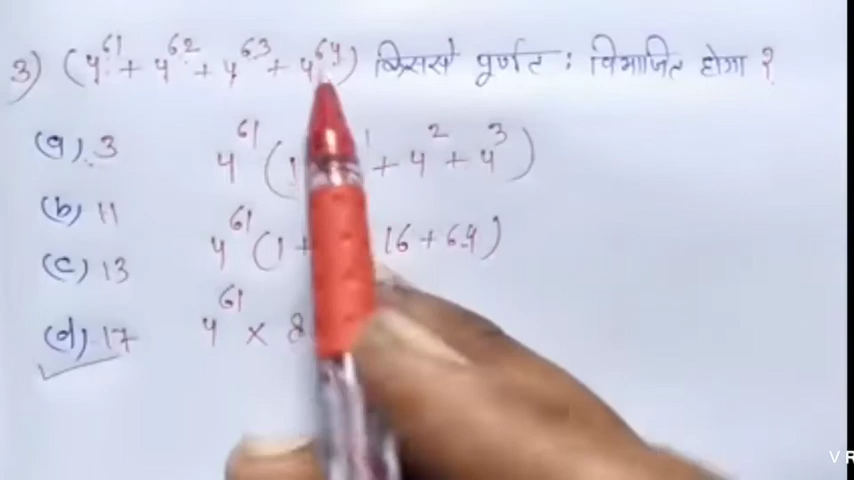 3) (4^61 + 4^62 + 4^63 + 4^64) किससे पूर्णत : विभाजित होगा ?
(a) 3
4^61 (1 + 4^2 + 4^3)
(b) 11
4^61 (1 + 16 + 64)
(c) 13
(d) 17
4^61 × 8
V R